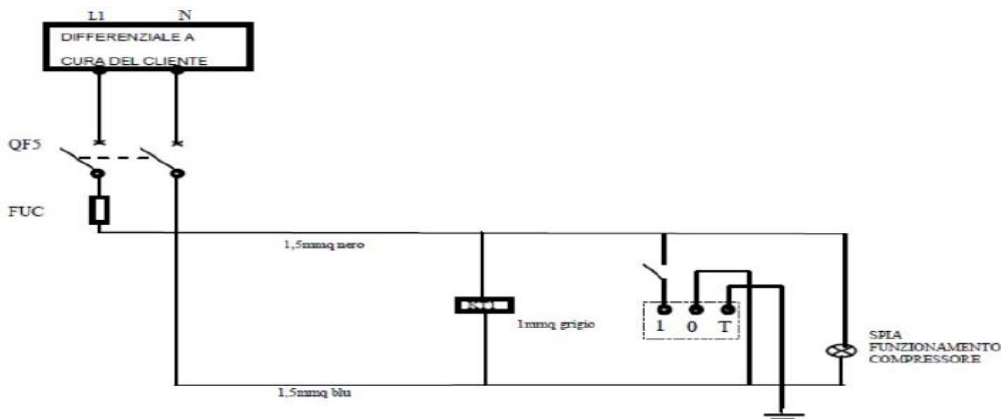 L1 N
DIFFERENZIALE A
CURA DEL CLIENTE
QF5
FUC
1,5mmq nero
1mmq grigio
1 0 T
SPIA
FUNZIONAMENTO
COMPRESSORE
1,5mmq blu